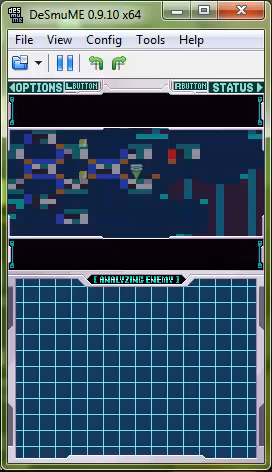 DeSmuME 0.9.10 x64
File View Config Tools Help
OPTIONS L BUTTON R BUTTON STATUS
[ ANALYZING ENEMY ]